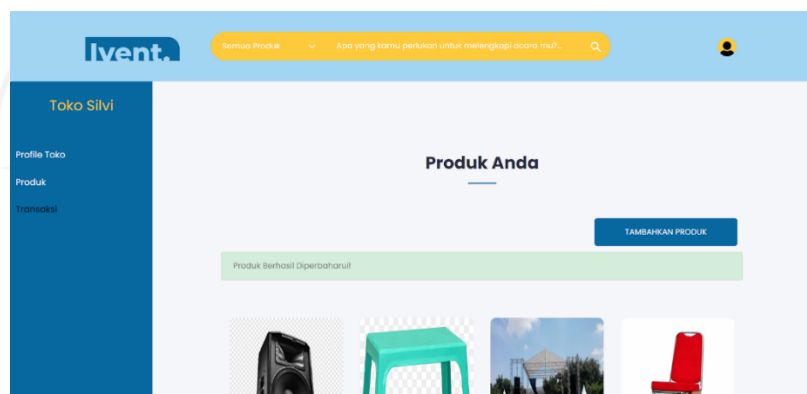 Ivent.
Semua Produk
Apa yang kamu perlukan untuk melengkapi acara mu?..
Toko Silvi
Profile Toko
Produk
Transaksi
Produk Anda
TAMBAHKAN PRODUK
Produk Berhasil Diperbaharui!